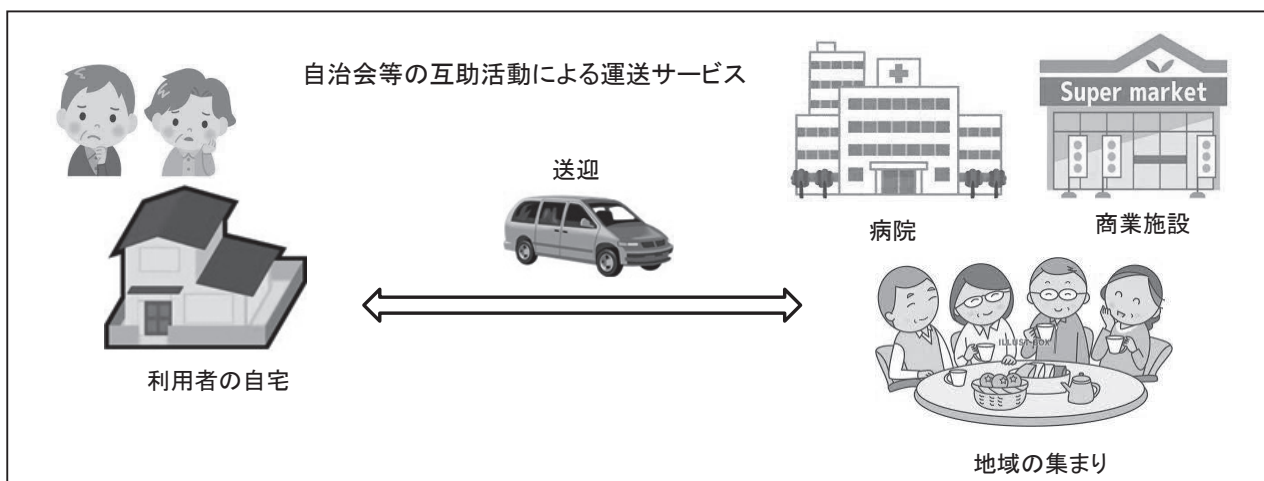 自治会等の互助活動による運送サービス
Super market
送迎
病院
商業施設
ILLUST BOX
利用者の自宅
地域の集まり